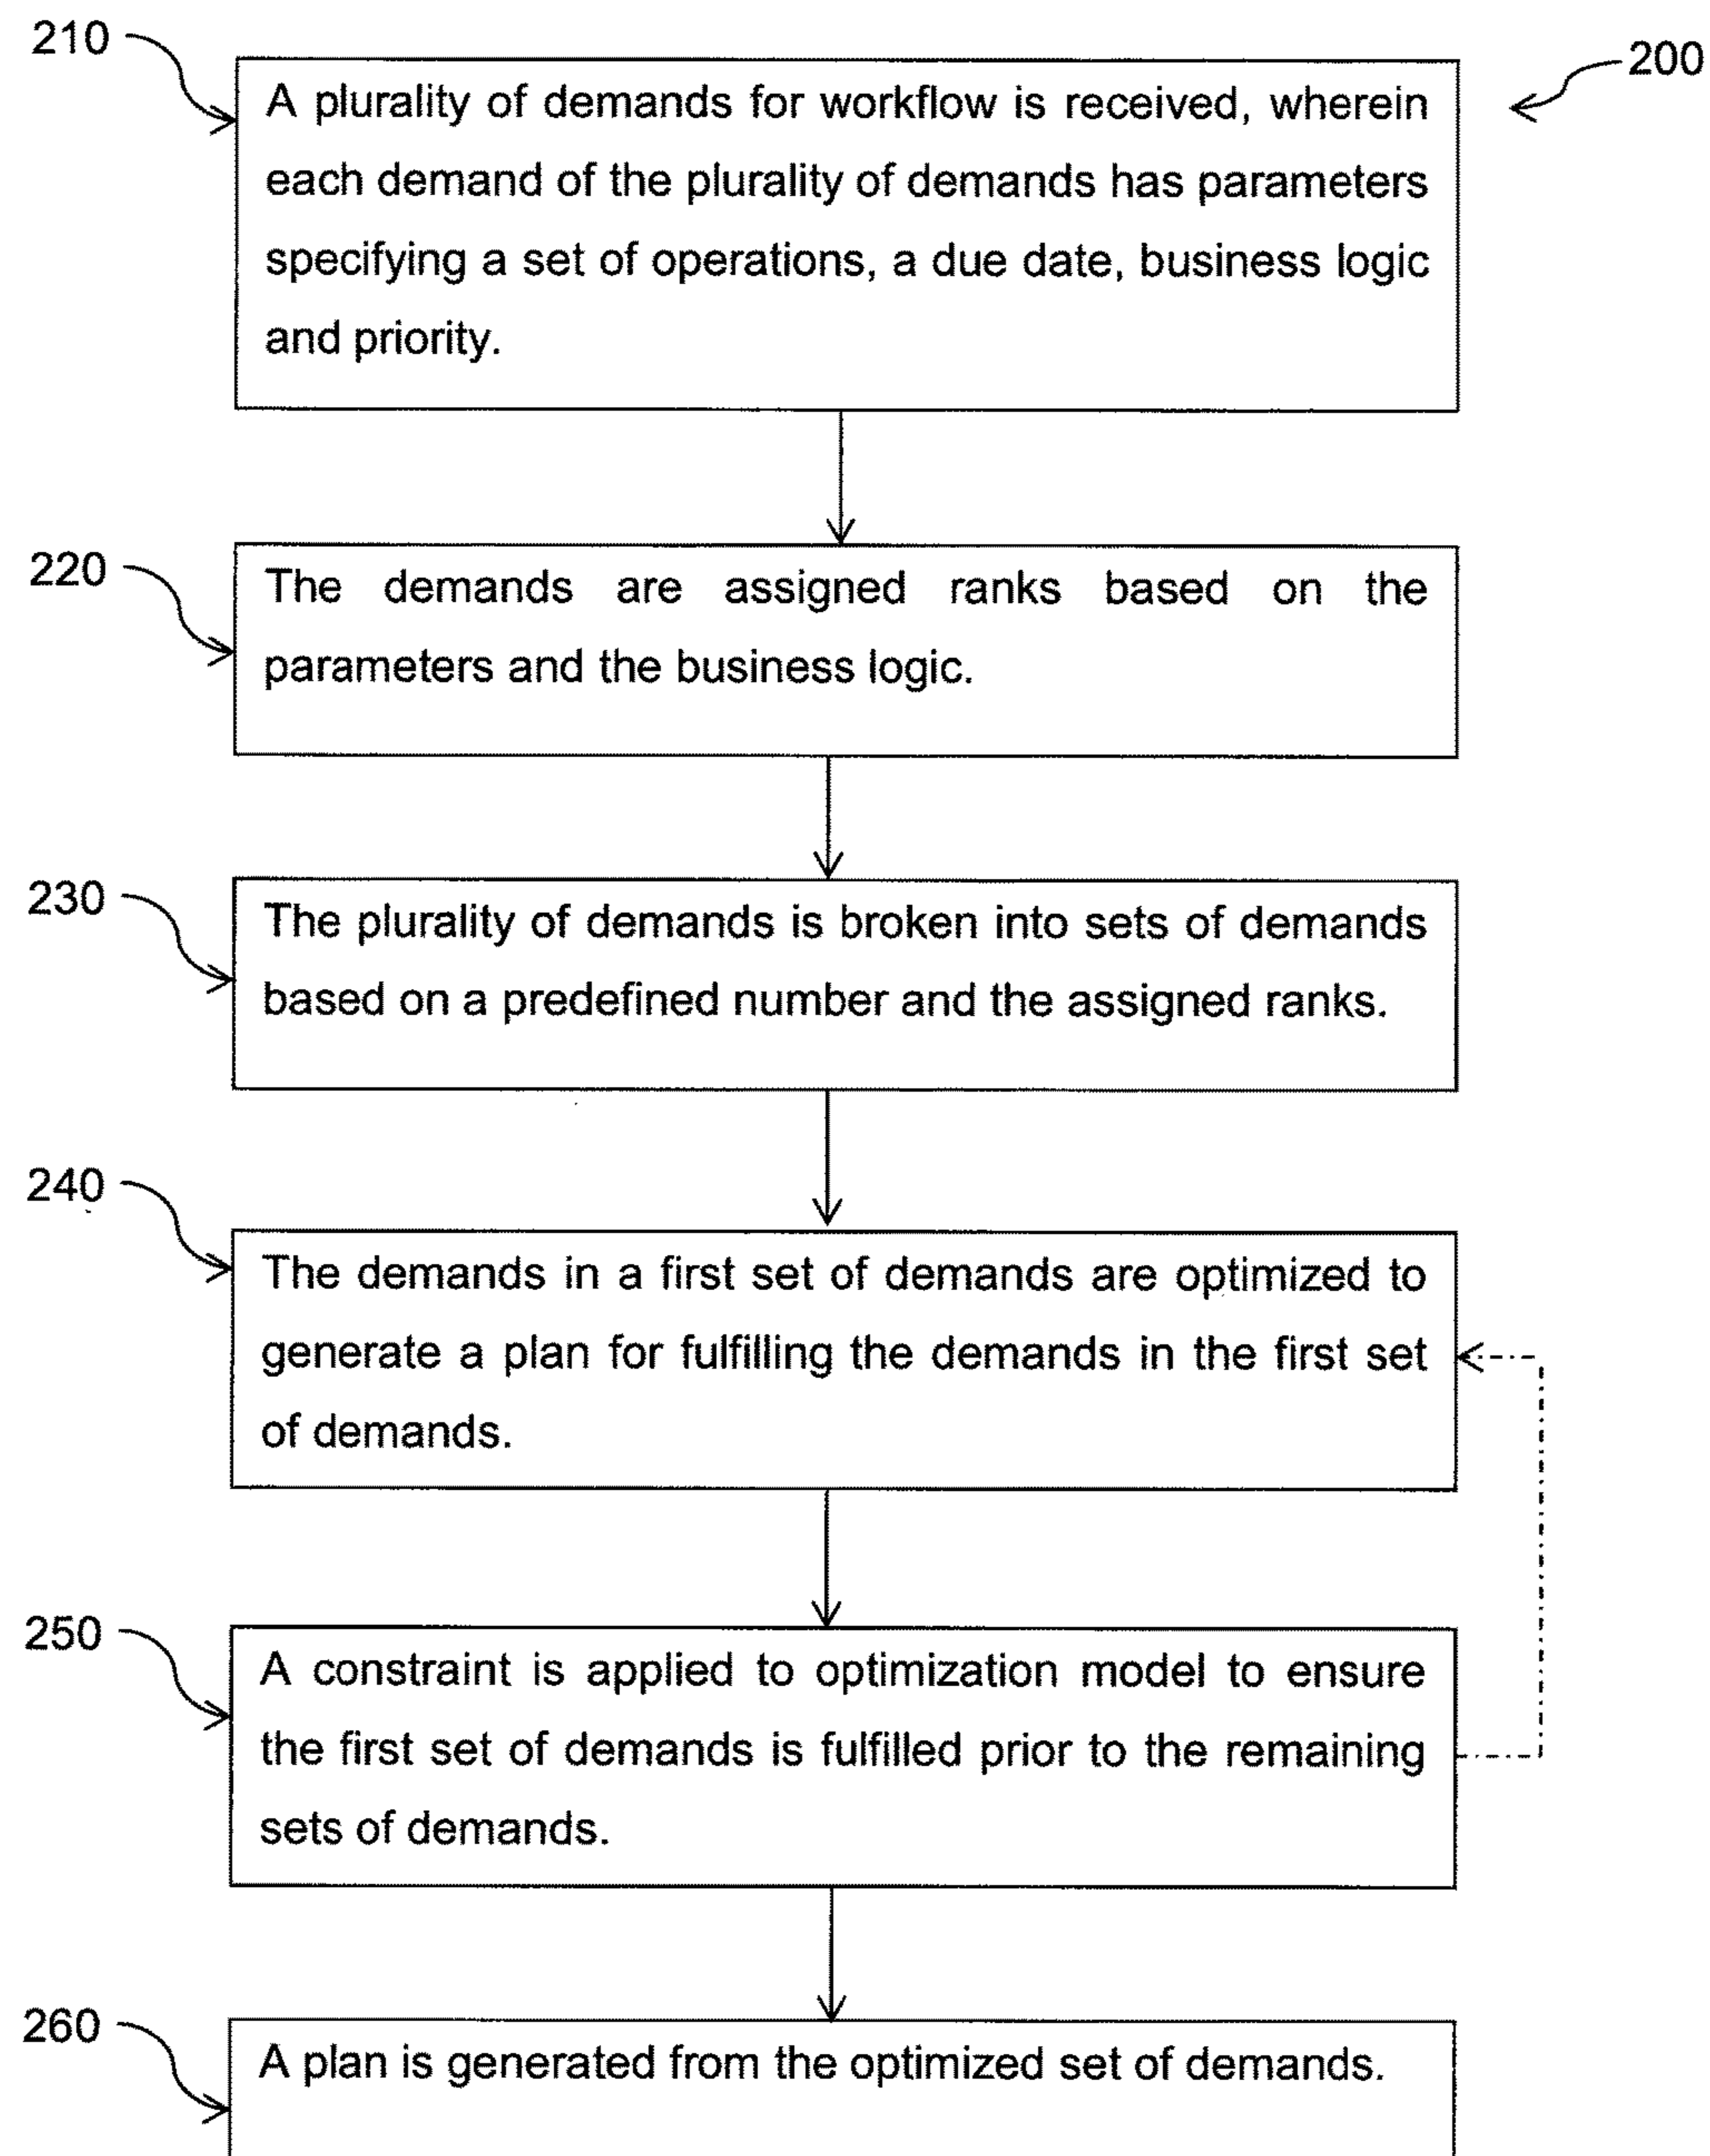 210
200
A plurality of demands for workflow is received, wherein
each demand of the plurality of demands has parameters
specifying a set of operations, a due date, business logic
and priority.
220
The demands are assigned ranks based on the
parameters and the business logic.
230
The plurality of demands is broken into sets of demands
based on a predefined number and the assigned ranks.
240
The demands in a first set of demands are optimized to
generate a plan for fulfilling the demands in the first set
of demands.
250
A constraint is applied to optimization model to ensure
the first set of demands is fulfilled prior to the remaining
sets of demands.
260
A plan is generated from the optimized set of demands.